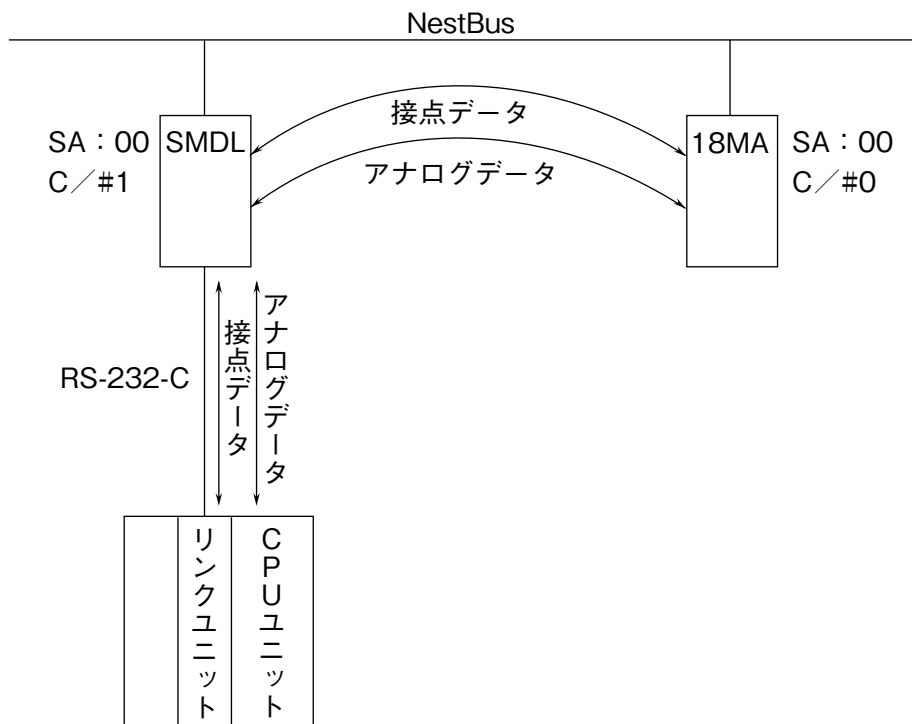 NestBus
接点データ
アナログデータ
SA：00
C／#1
SMDL
18MA
SA：00
C／#0
RS-232-C
接点データ
アナログデータ
リンクユニット
CPUユニット